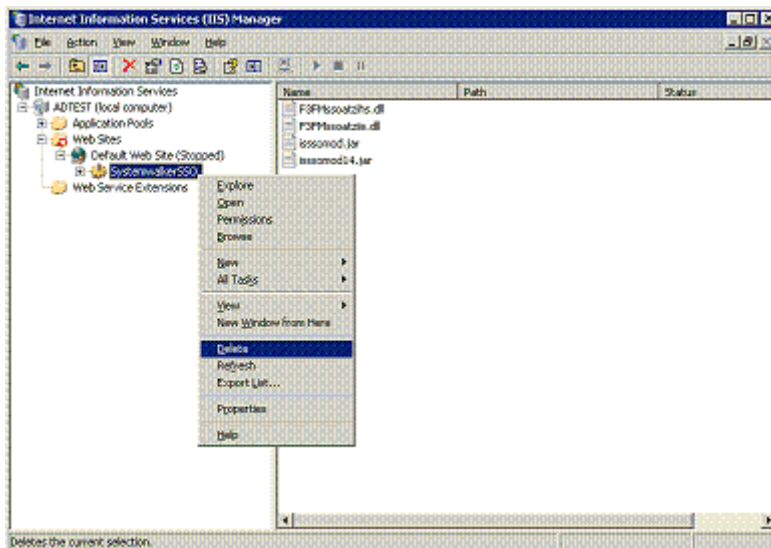 Internet Information Services (IIS) Manager
File Action View Window Help
Internet Information Services
ADTEST (local computer)
Application Pools
Web Sites
Default Web Site (Stopped)
SystemwalkerSSO
Web Service Extensions
Name Path Status
F3FMssoatzihs.dll
F3FMssoatziis.dll
isssomod.jar
isssomod14.jar
Explore
Open
Permissions
Browse
New
All Tasks
View
New Window from Here
Delete
Refresh
Export List...
Properties
Help
Deletes the current selection.